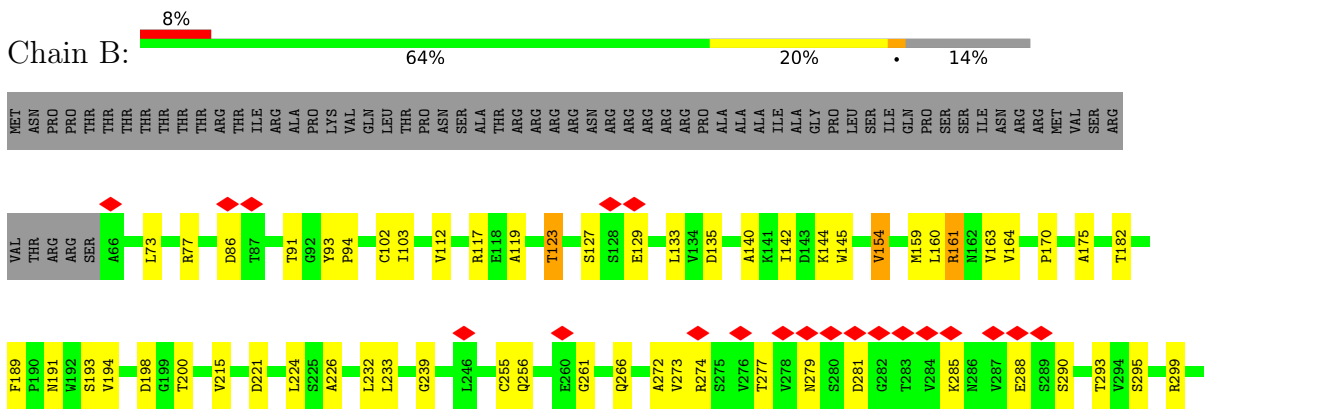 8%
Chain B:
64% 20% • 14%
MET ASN PRO PRO THR THR THR THR THR THR THR ARG THR ILE ARG ALA PRO LYS VAL GLN LEU THR PRO ASN SER ALA THR ARG ARG ARG ARG ASN ARG ARG ARG ARG ARG PRO ALA ALA ALA ILE ALA GLY PRO LEU SER ILE GLN PRO SER SER ILE ASN ARG ARG MET VAL SER ARG
VAL THR ARG ARG SER A66 L73 R77 D86 T87 T91 G92 Y93 P94 C102 I103 V112 R117 E118 A119 T123 S127 S128 E129 L133 V134 D135 A140 K141 I142 D143 K144 W145 V154 M159 L160 R161 N162 V163 V164 P170 A175 T182
F189 P190 N191 W192 S193 V194 D198 G199 T200 V215 D221 L224 S225 A226 L232 L233 G239 L246 C255 Q256 E260 G261 Q266 A272 V273 R274 S275 V276 T277 V278 N279 S280 D281 G282 T283 V284 K285 N286 V287 E288 S289 S290 T293 V294 S295 R299